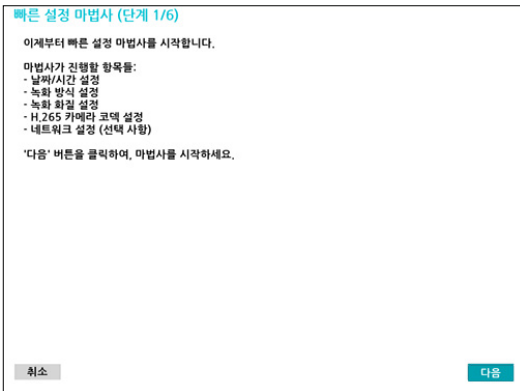 빠른 설정 마법사 (단계 1/6)
이제부터 빠른 설정 마법사를 시작합니다.
마법사가 진행할 항목들:
- 날짜/시간 설정
- 녹화 방식 설정
- 녹화 화질 설정
- H.265 카메라 코덱 설정
- 네트워크 설정 (선택 사항)
'다음' 버튼을 클릭하여, 마법사를 시작하세요.
취소
다음